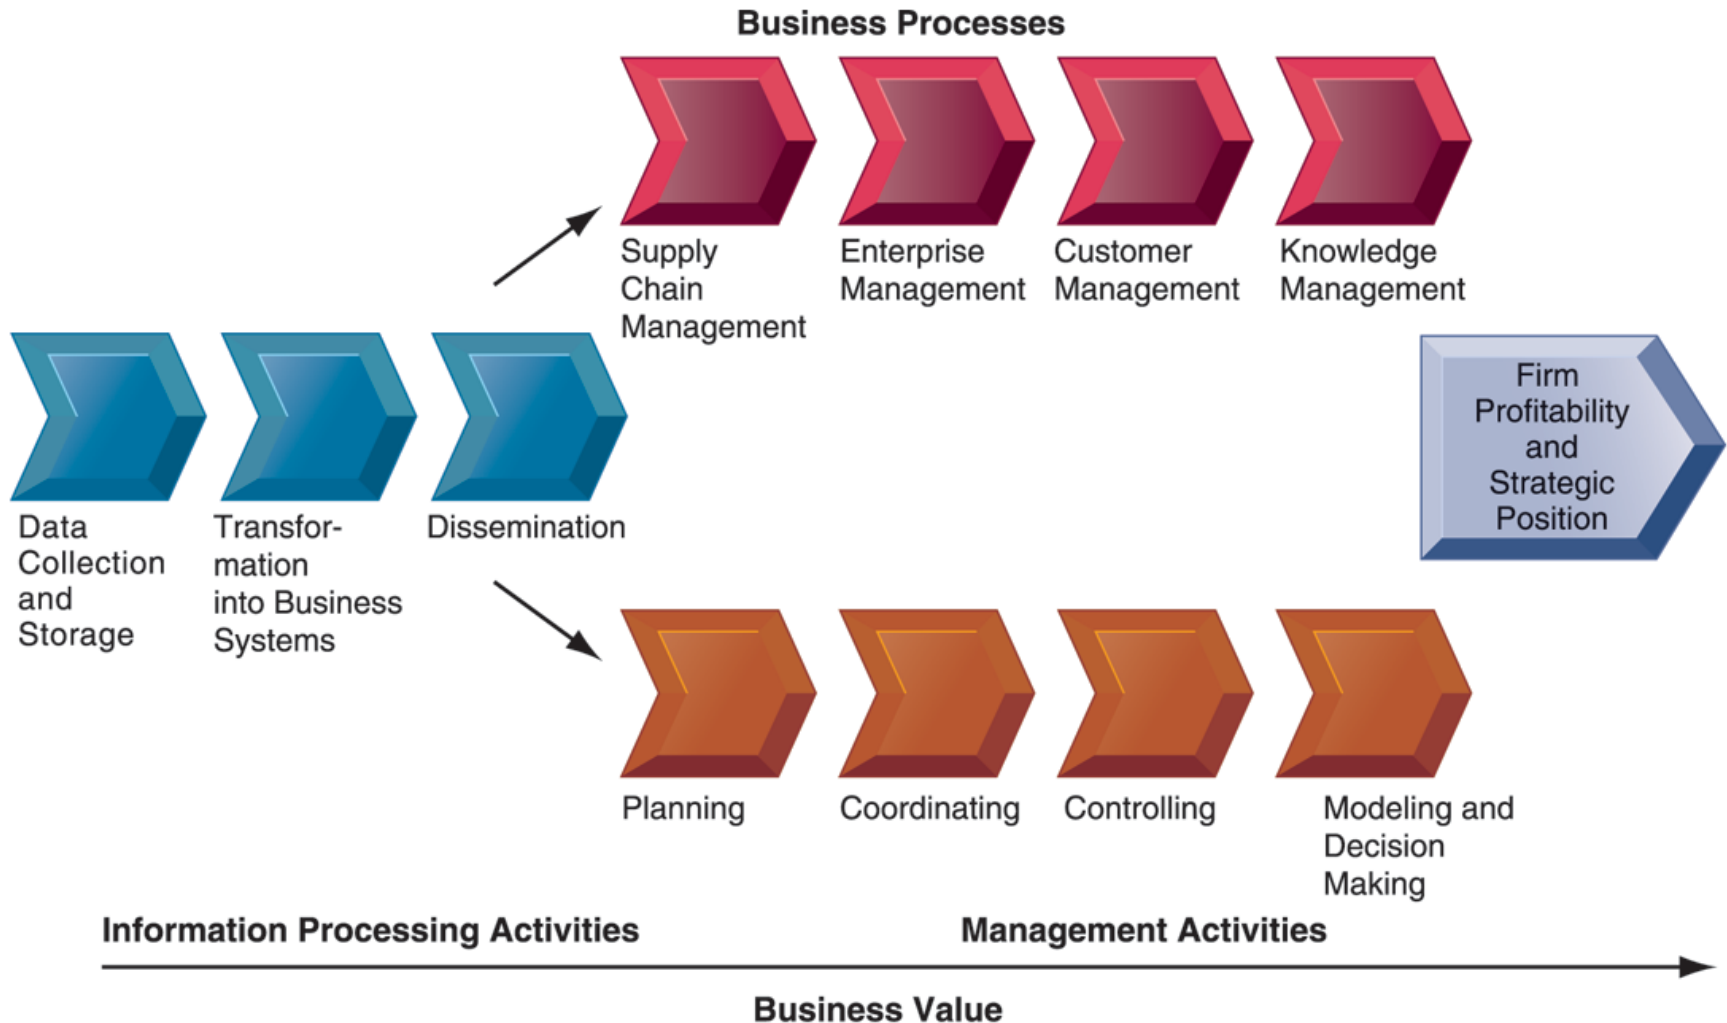 Business Processes
Supply
Chain
Management
Enterprise
Management
Customer
Management
Knowledge
Management
Data
Collection
and
Storage
Transfor-
mation
into Business
Systems
Dissemination
Firm
Profitability
and
Strategic
Position
Planning
Coordinating
Controlling
Modeling and
Decision
Making
Information Processing Activities
Management Activities
Business Value